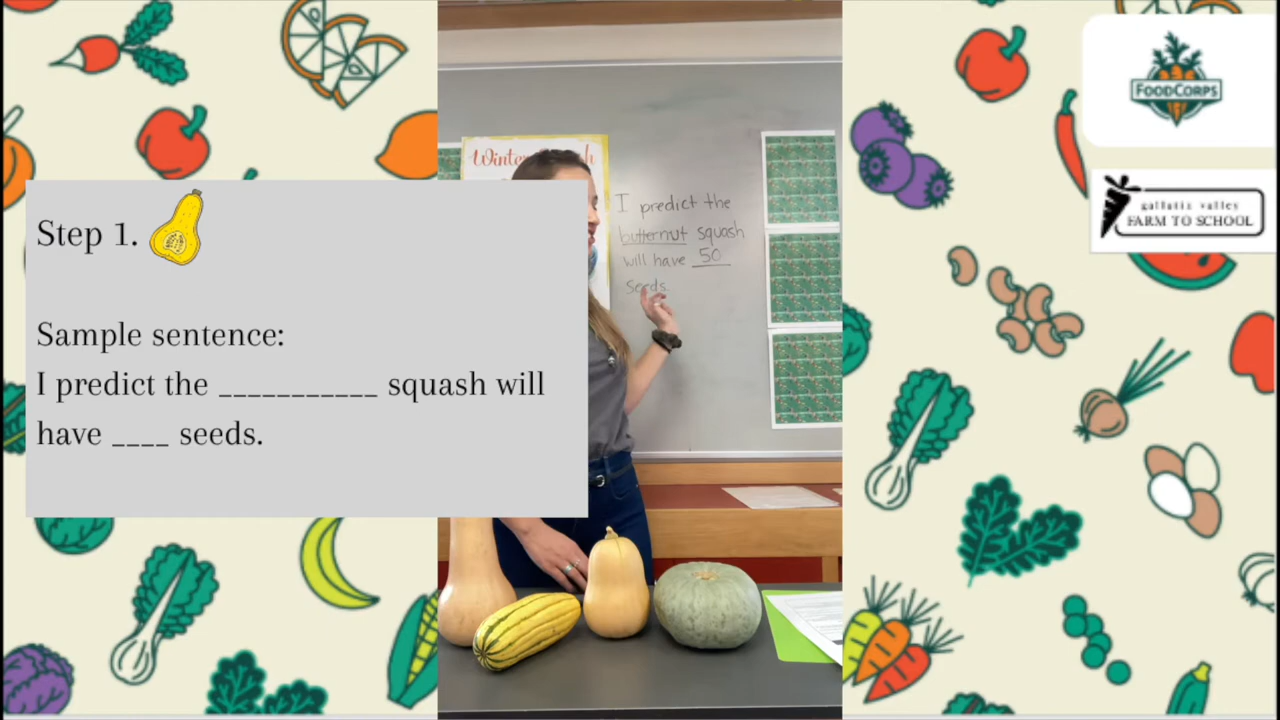 Step 1.
Sample sentence:
I predict the ___________ squash will
have ____ seeds.
Winter
I predict the
butternut squash
will have 50
seeds.
FOODCORPS
gallatin valley
FARM TO SCHOOL